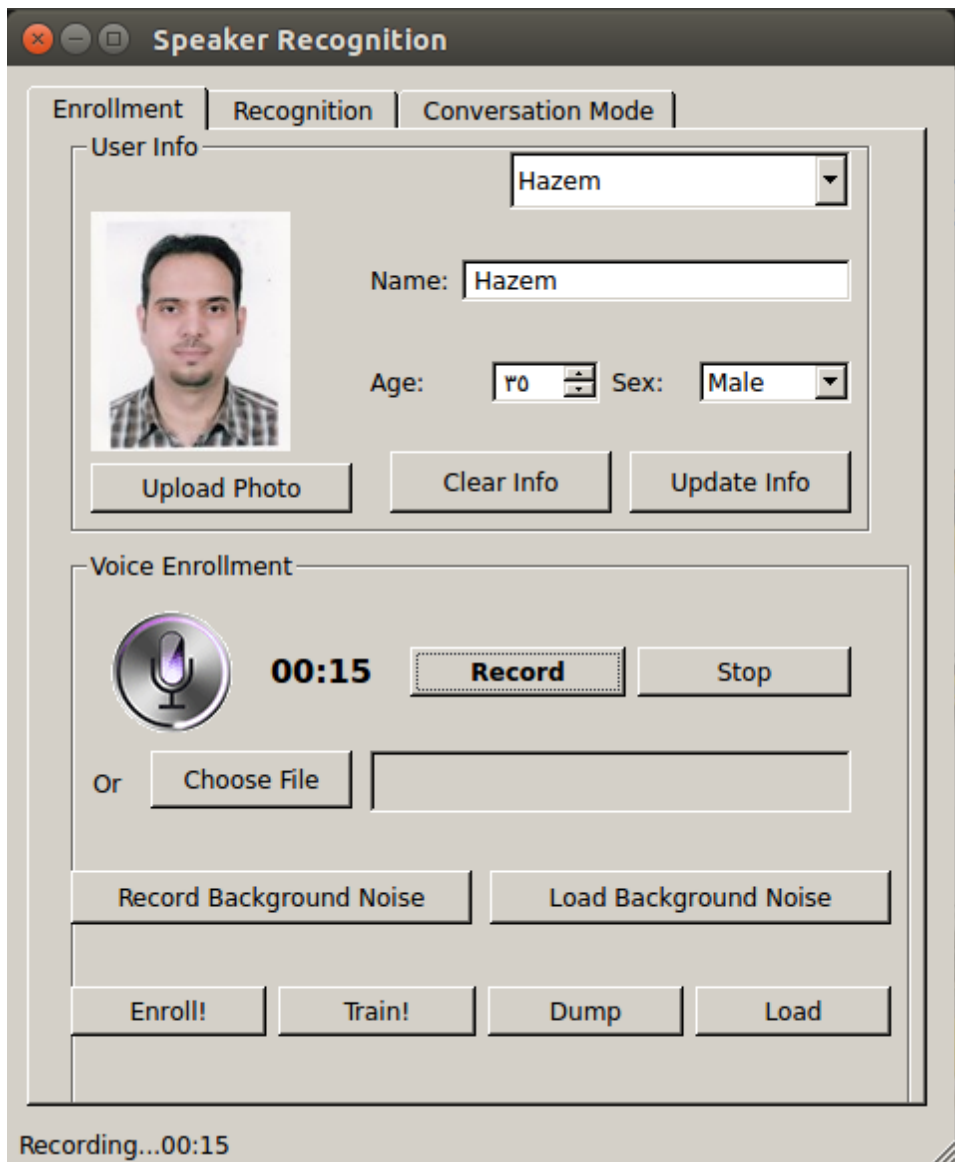 Speaker Recognition
Enrollment Recognition Conversation Mode
User Info
Hazem
Name: Hazem
Age: ٣٥ Sex: Male
Upload Photo Clear Info Update Info
Voice Enrollment
00:15 Record Stop
Or Choose File
Record Background Noise Load Background Noise
Enroll! Train! Dump Load
Recording...00:15